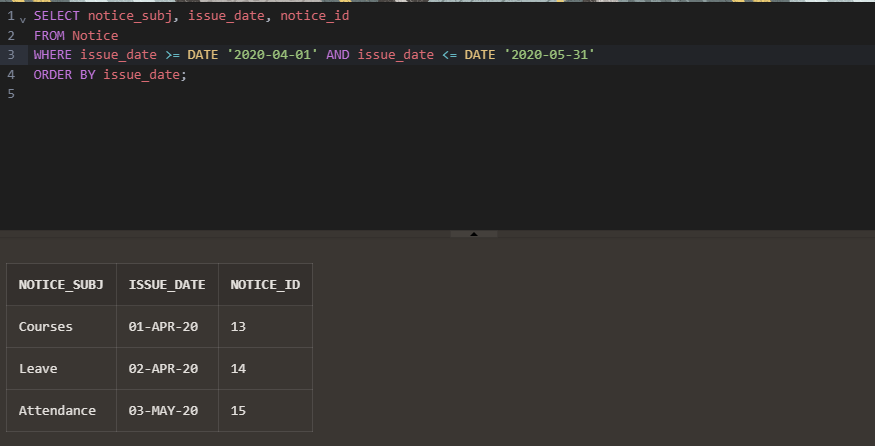 1 SELECT notice_subj, issue_date, notice_id
2 FROM Notice
3 WHERE issue_date >= DATE '2020-04-01' AND issue_date <= DATE '2020-05-31'
4 ORDER BY issue_date;
5
NOTICE_SUBJ ISSUE_DATE NOTICE_ID
Courses 01-APR-20 13
Leave 02-APR-20 14
Attendance 03-MAY-20 15